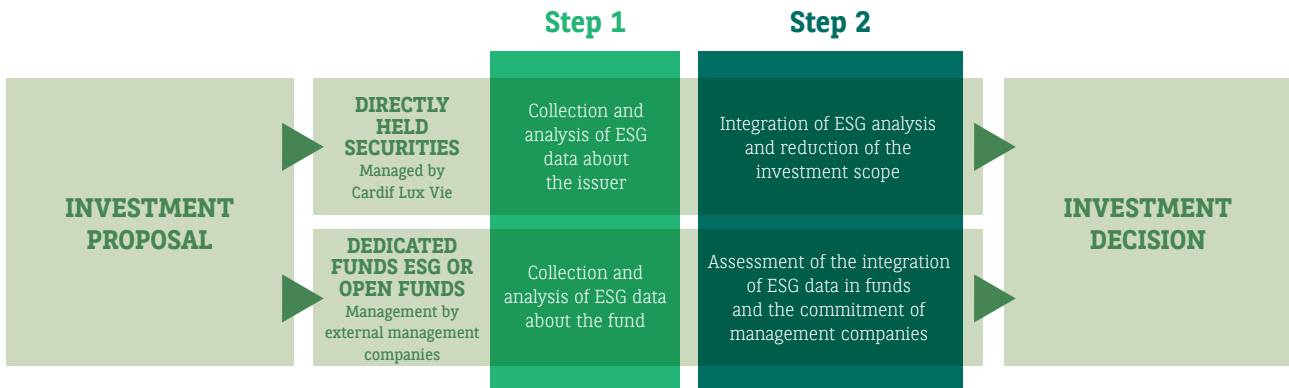 Step 1
Step 2
INVESTMENT
PROPOSAL
DIRECTLY
HELD
SECURITIES
Managed by
Cardif Lux Vie
Collection and
analysis of ESG
data about
the issuer
Integration of ESG analysis
and reduction of the
investment scope
DEDICATED
FUNDS ESG OR
OPEN FUNDS
Management by
external management
companies
Collection and
analysis of ESG data
about the fund
Assessment of the integration
of ESG data in funds
and the commitment of
management companies
INVESTMENT
DECISION